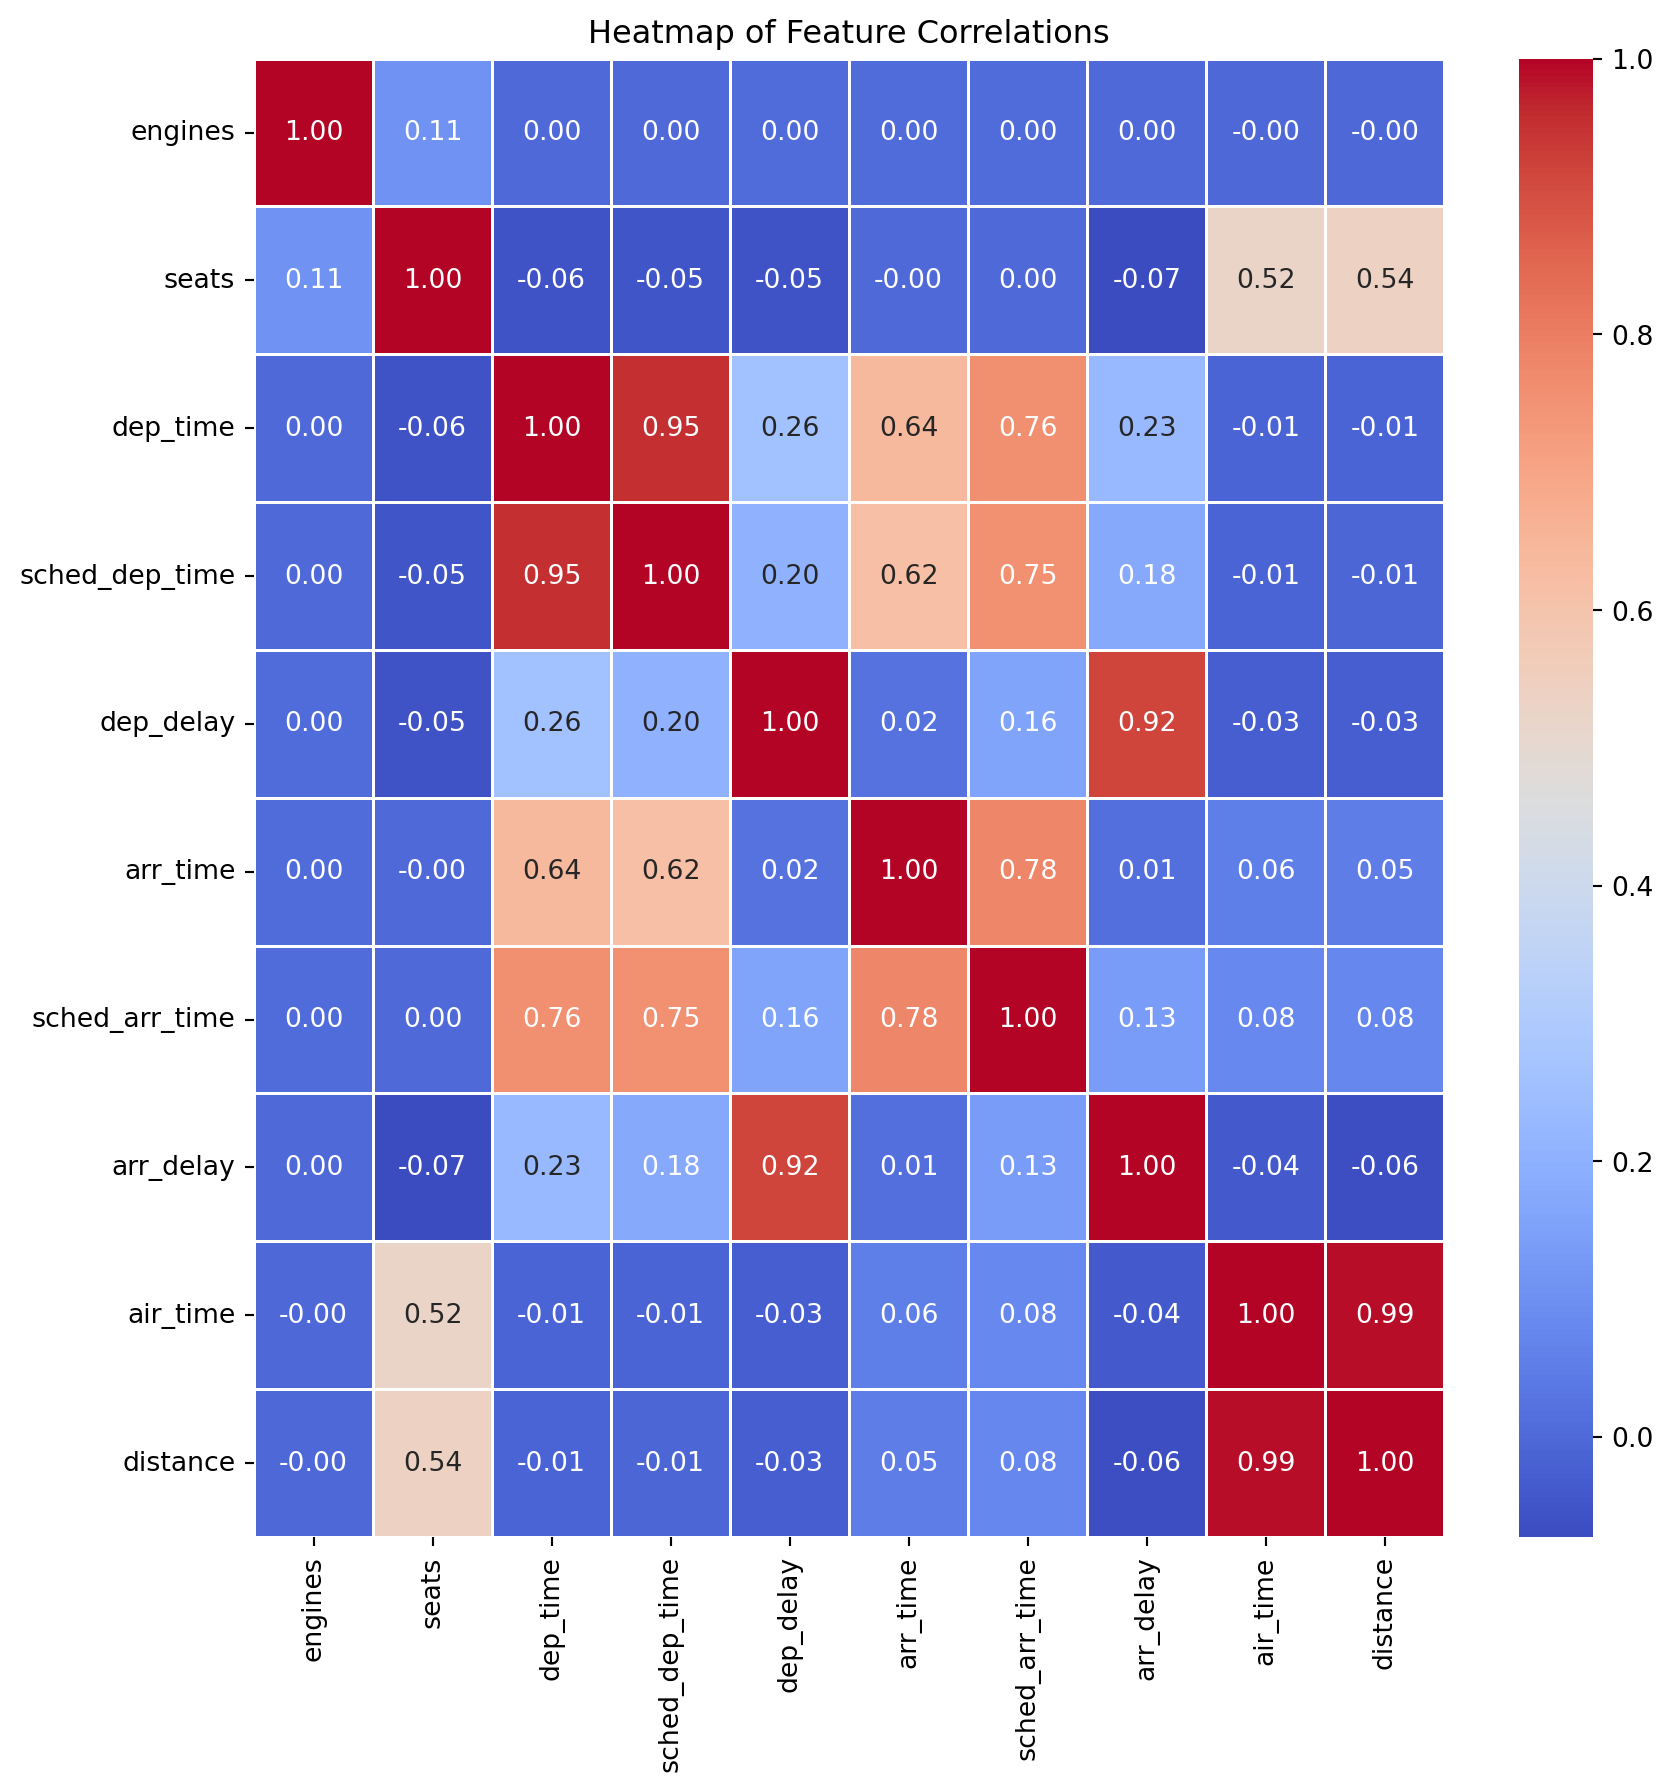 Heatmap of Feature Correlations
engines 1.00 0.11 0.00 0.00 0.00 0.00 0.00 0.00 -0.00 -0.00
seats 0.11 1.00 -0.06 -0.05 -0.05 -0.00 0.00 -0.07 0.52 0.54
dep_time 0.00 -0.06 1.00 0.95 0.26 0.64 0.76 0.23 -0.01 -0.01
sched_dep_time 0.00 -0.05 0.95 1.00 0.20 0.62 0.75 0.18 -0.01 -0.01
dep_delay 0.00 -0.05 0.26 0.20 1.00 0.02 0.16 0.92 -0.03 -0.03
arr_time 0.00 -0.00 0.64 0.62 0.02 1.00 0.78 0.01 0.06 0.05
sched_arr_time 0.00 0.00 0.76 0.75 0.16 0.78 1.00 0.13 0.08 0.08
arr_delay 0.00 -0.07 0.23 0.18 0.92 0.01 0.13 1.00 -0.04 -0.06
air_time -0.00 0.52 -0.01 -0.01 -0.03 0.06 0.08 -0.04 1.00 0.99
distance -0.00 0.54 -0.01 -0.01 -0.03 0.05 0.08 -0.06 0.99 1.00
engines
seats
dep_time
sched_dep_time
dep_delay
arr_time
sched_arr_time
arr_delay
air_time
distance
1.0
0.8
0.6
0.4
0.2
0.0